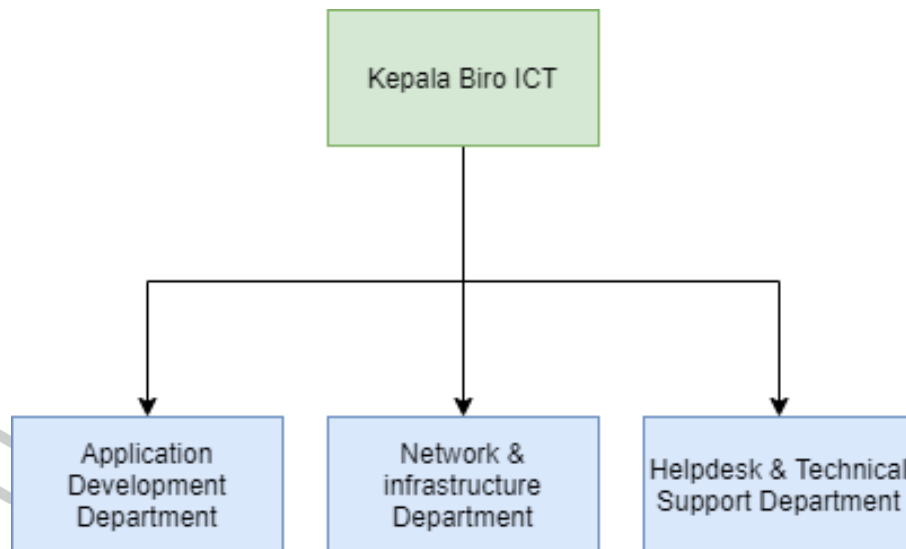 Kepala Biro ICT
Application
Development
Department
Network &
infrastructure
Department
Helpdesk & Technical
Support Department